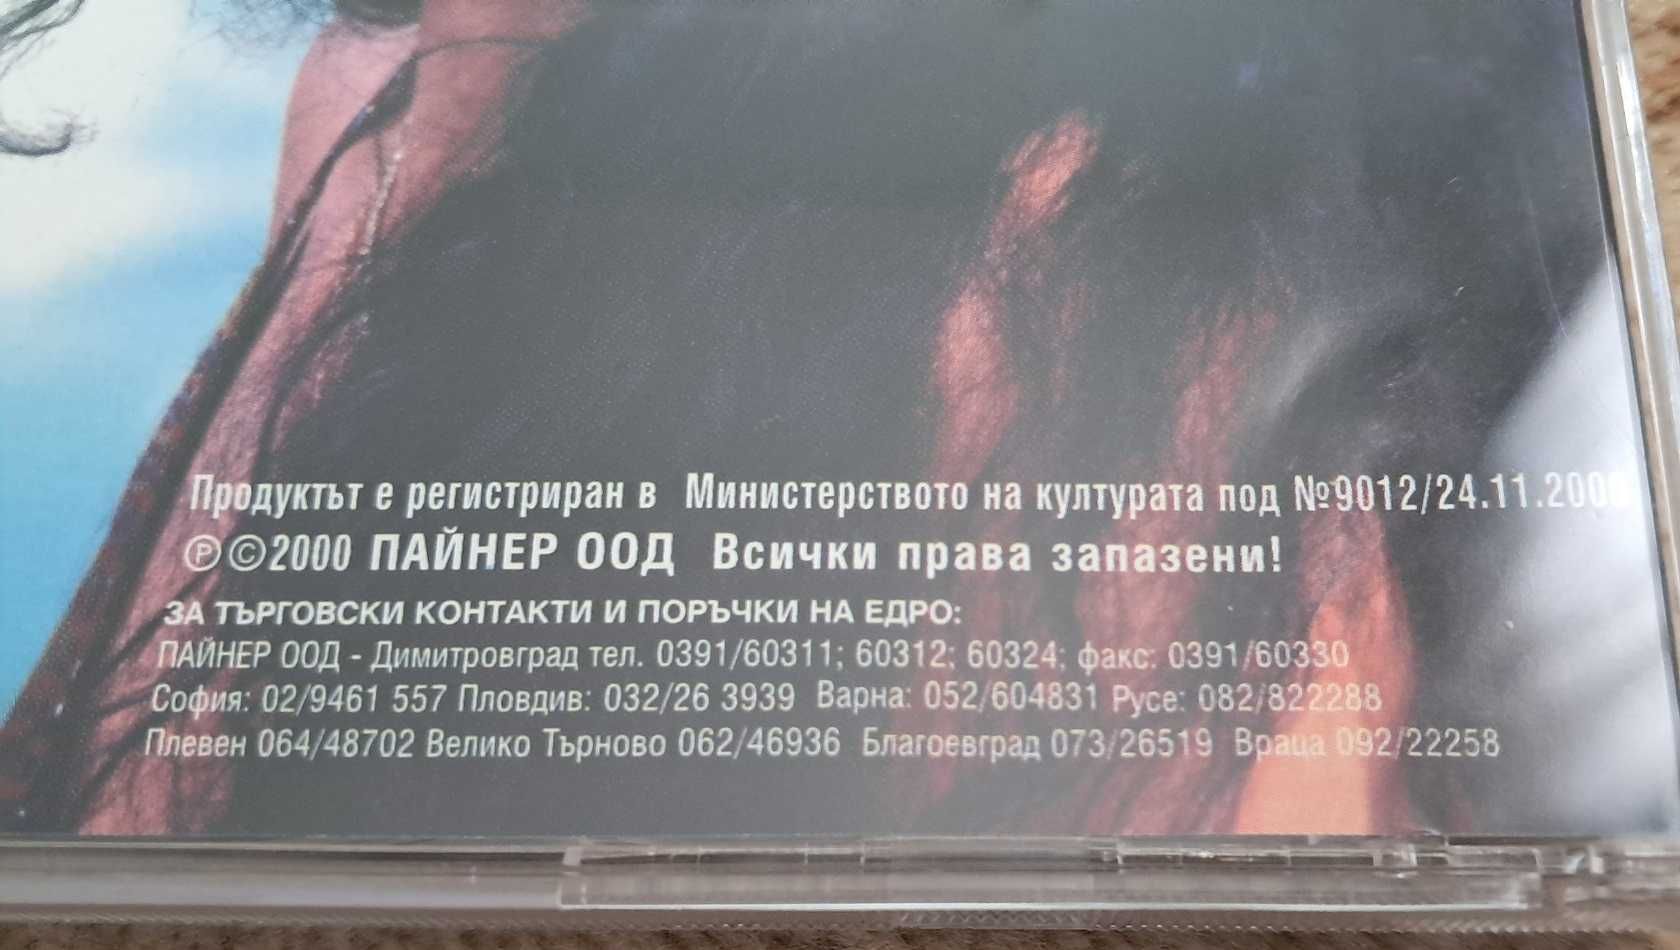 Продуктът е регистриран в Министерството на културата под №9012/24.11.2000
Ⓟ©2000 ПАЙНЕР ООД Всички права запазени!
ЗА ТЪРГОВСКИ КОНТАКТИ И ПОРЪЧКИ НА ЕДРО:
ПАЙНЕР ООД - Димитровград тел. 0391/60311; 60312; 60324; факс: 0391/60330
София: 02/9461 557 Пловдив: 032/26 3939 Варна: 052/604831 Русе: 082/822288
Плевен 064/48702 Велико Търново 062/46936 Благоевград 073/26519 Враца 092/22258